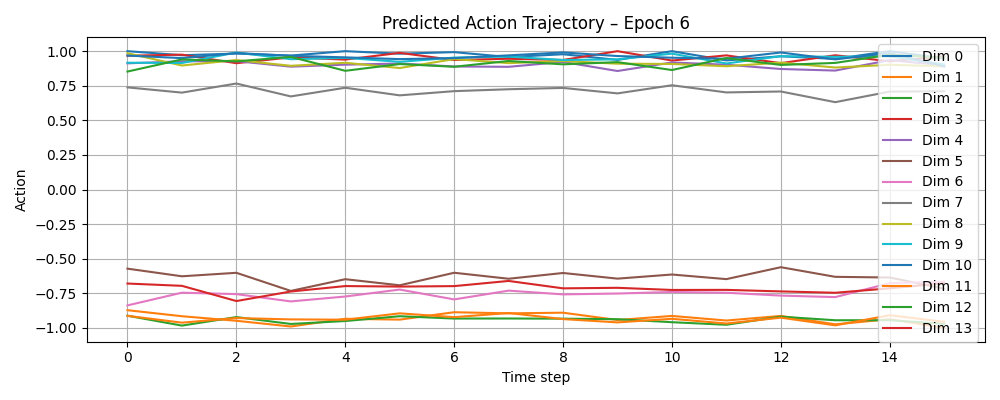 Predicted Action Trajectory – Epoch 6
Action
1.00
0.75
0.50
0.25
0.00
−0.25
−0.50
−0.75
−1.00
0 2 4 6 8 10 12 14
Time step
Dim 0
Dim 1
Dim 2
Dim 3
Dim 4
Dim 5
Dim 6
Dim 7
Dim 8
Dim 9
Dim 10
Dim 11
Dim 12
Dim 13